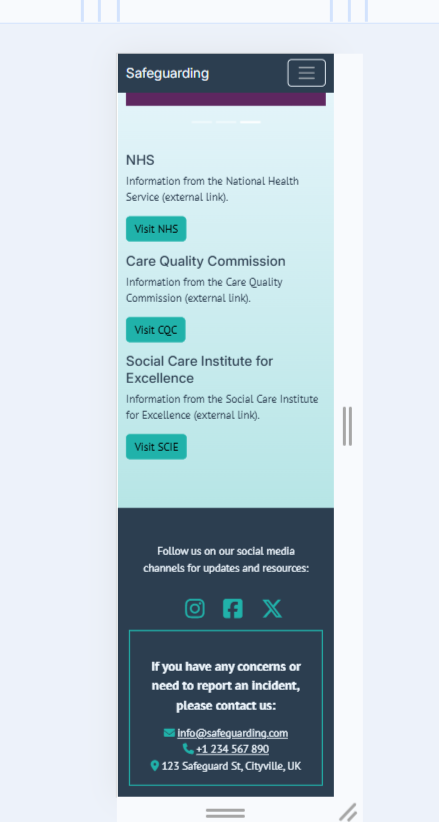 Safeguarding
NHS
Information from the National Health
Service (external link).
Visit NHS
Care Quality Commission
Information from the Care Quality
Commission (external link).
Visit CQC
Social Care Institute for
Excellence
Information from the Social Care Institute
for Excellence (external link).
Visit SCIE
Follow us on our social media
channels for updates and resources:
If you have any concerns or
need to report an incident,
please contact us:
info@safeguarding.com
+1 234 567 890
123 Safeguard St, Cityville, UK